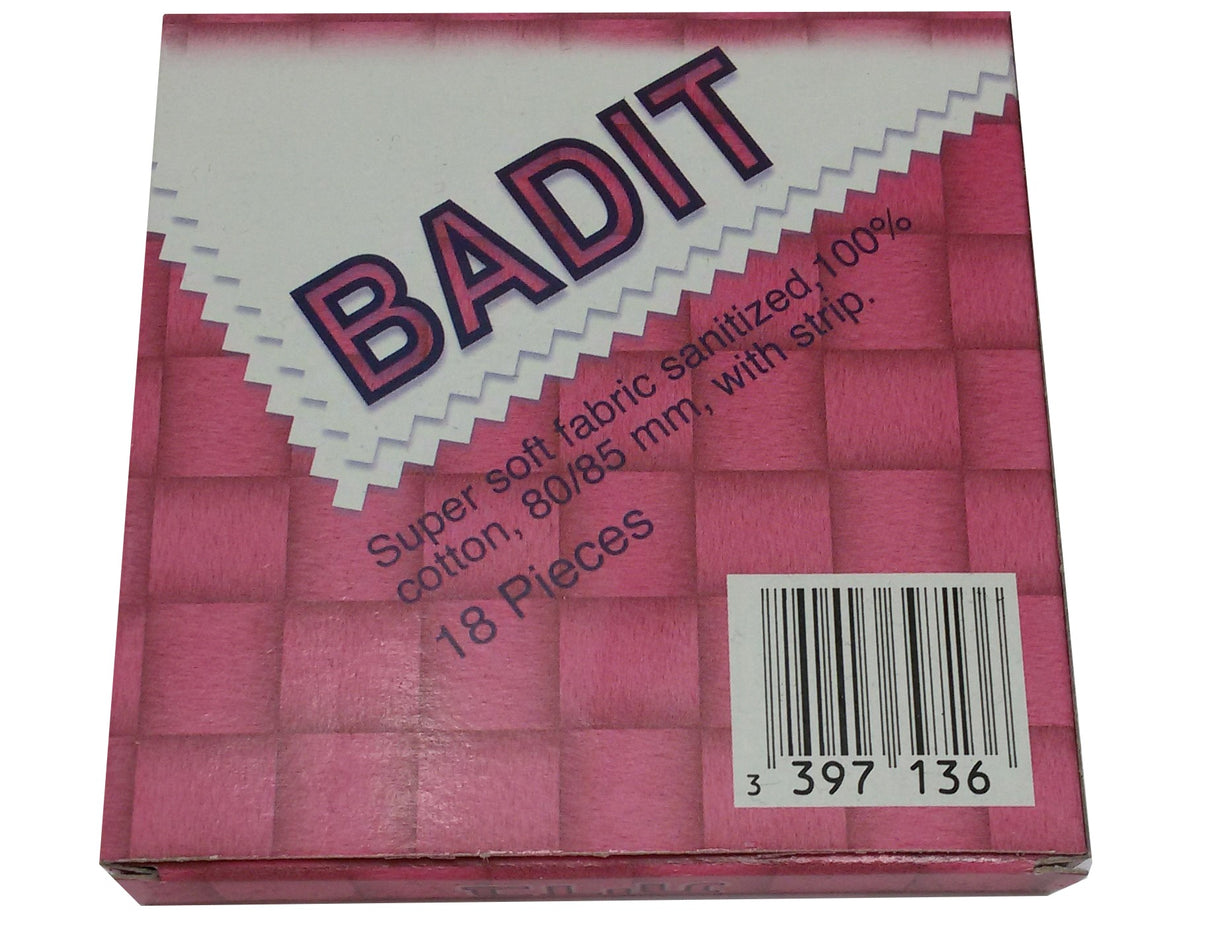 BADIT
Super soft fabric sanitized, 100%
cotton, 80/85 mm, with strip.
18 Pieces
3 397 136